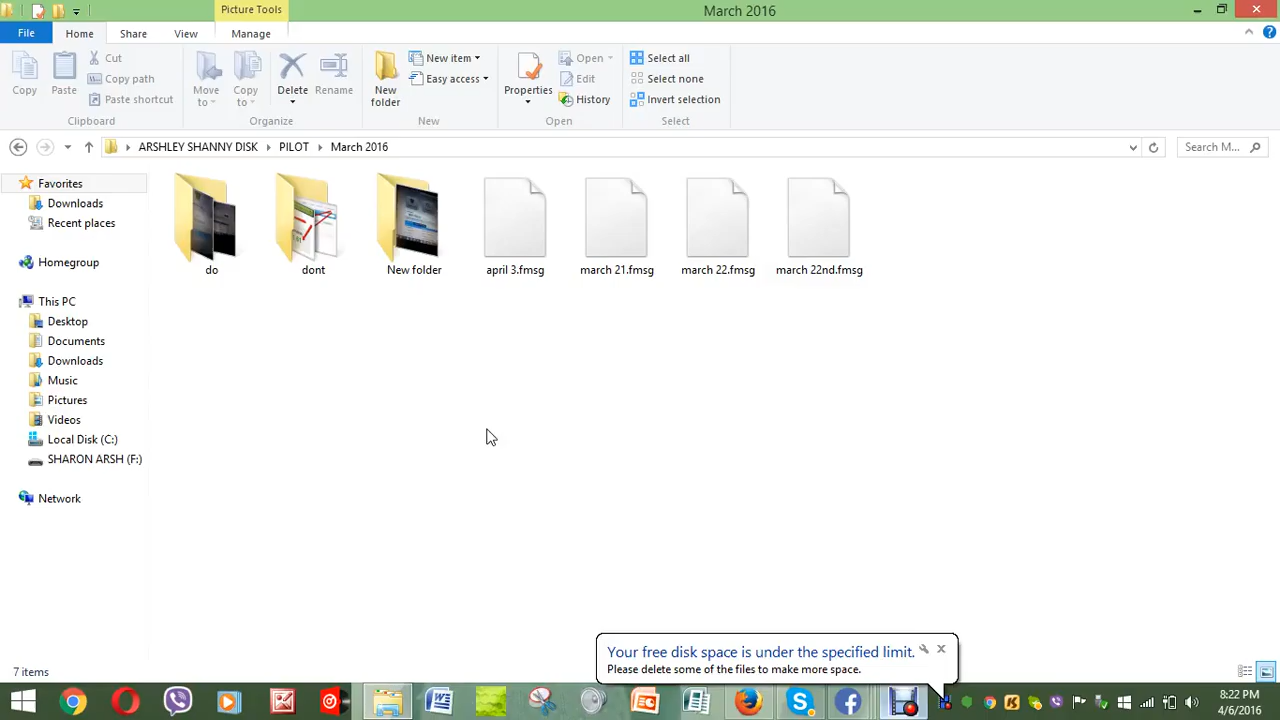 Picture Tools
March 2016
File
Home
Share
View
Manage
Copy
Paste
Cut
Copy path
Paste shortcut
Clipboard
Move to
Copy to
Delete
Rename
Organize
New folder
New item
Easy access
New
Properties
Open
Edit
History
Open
Select all
Select none
Invert selection
Select
ARSHLEY SHANNY DISK
PILOT
March 2016
Search M...
Favorites
Downloads
Recent places
Homegroup
This PC
Desktop
Documents
Downloads
Music
Pictures
Videos
Local Disk (C:)
SHARON ARSH (F:)
Network
do
dont
New folder
april 3.fmsg
march 21.fmsg
march 22.fmsg
march 22nd.fmsg
Your free disk space is under the specified limit.
Please delete some of the files to make more space.
7 items
8:22 PM
4/6/2016